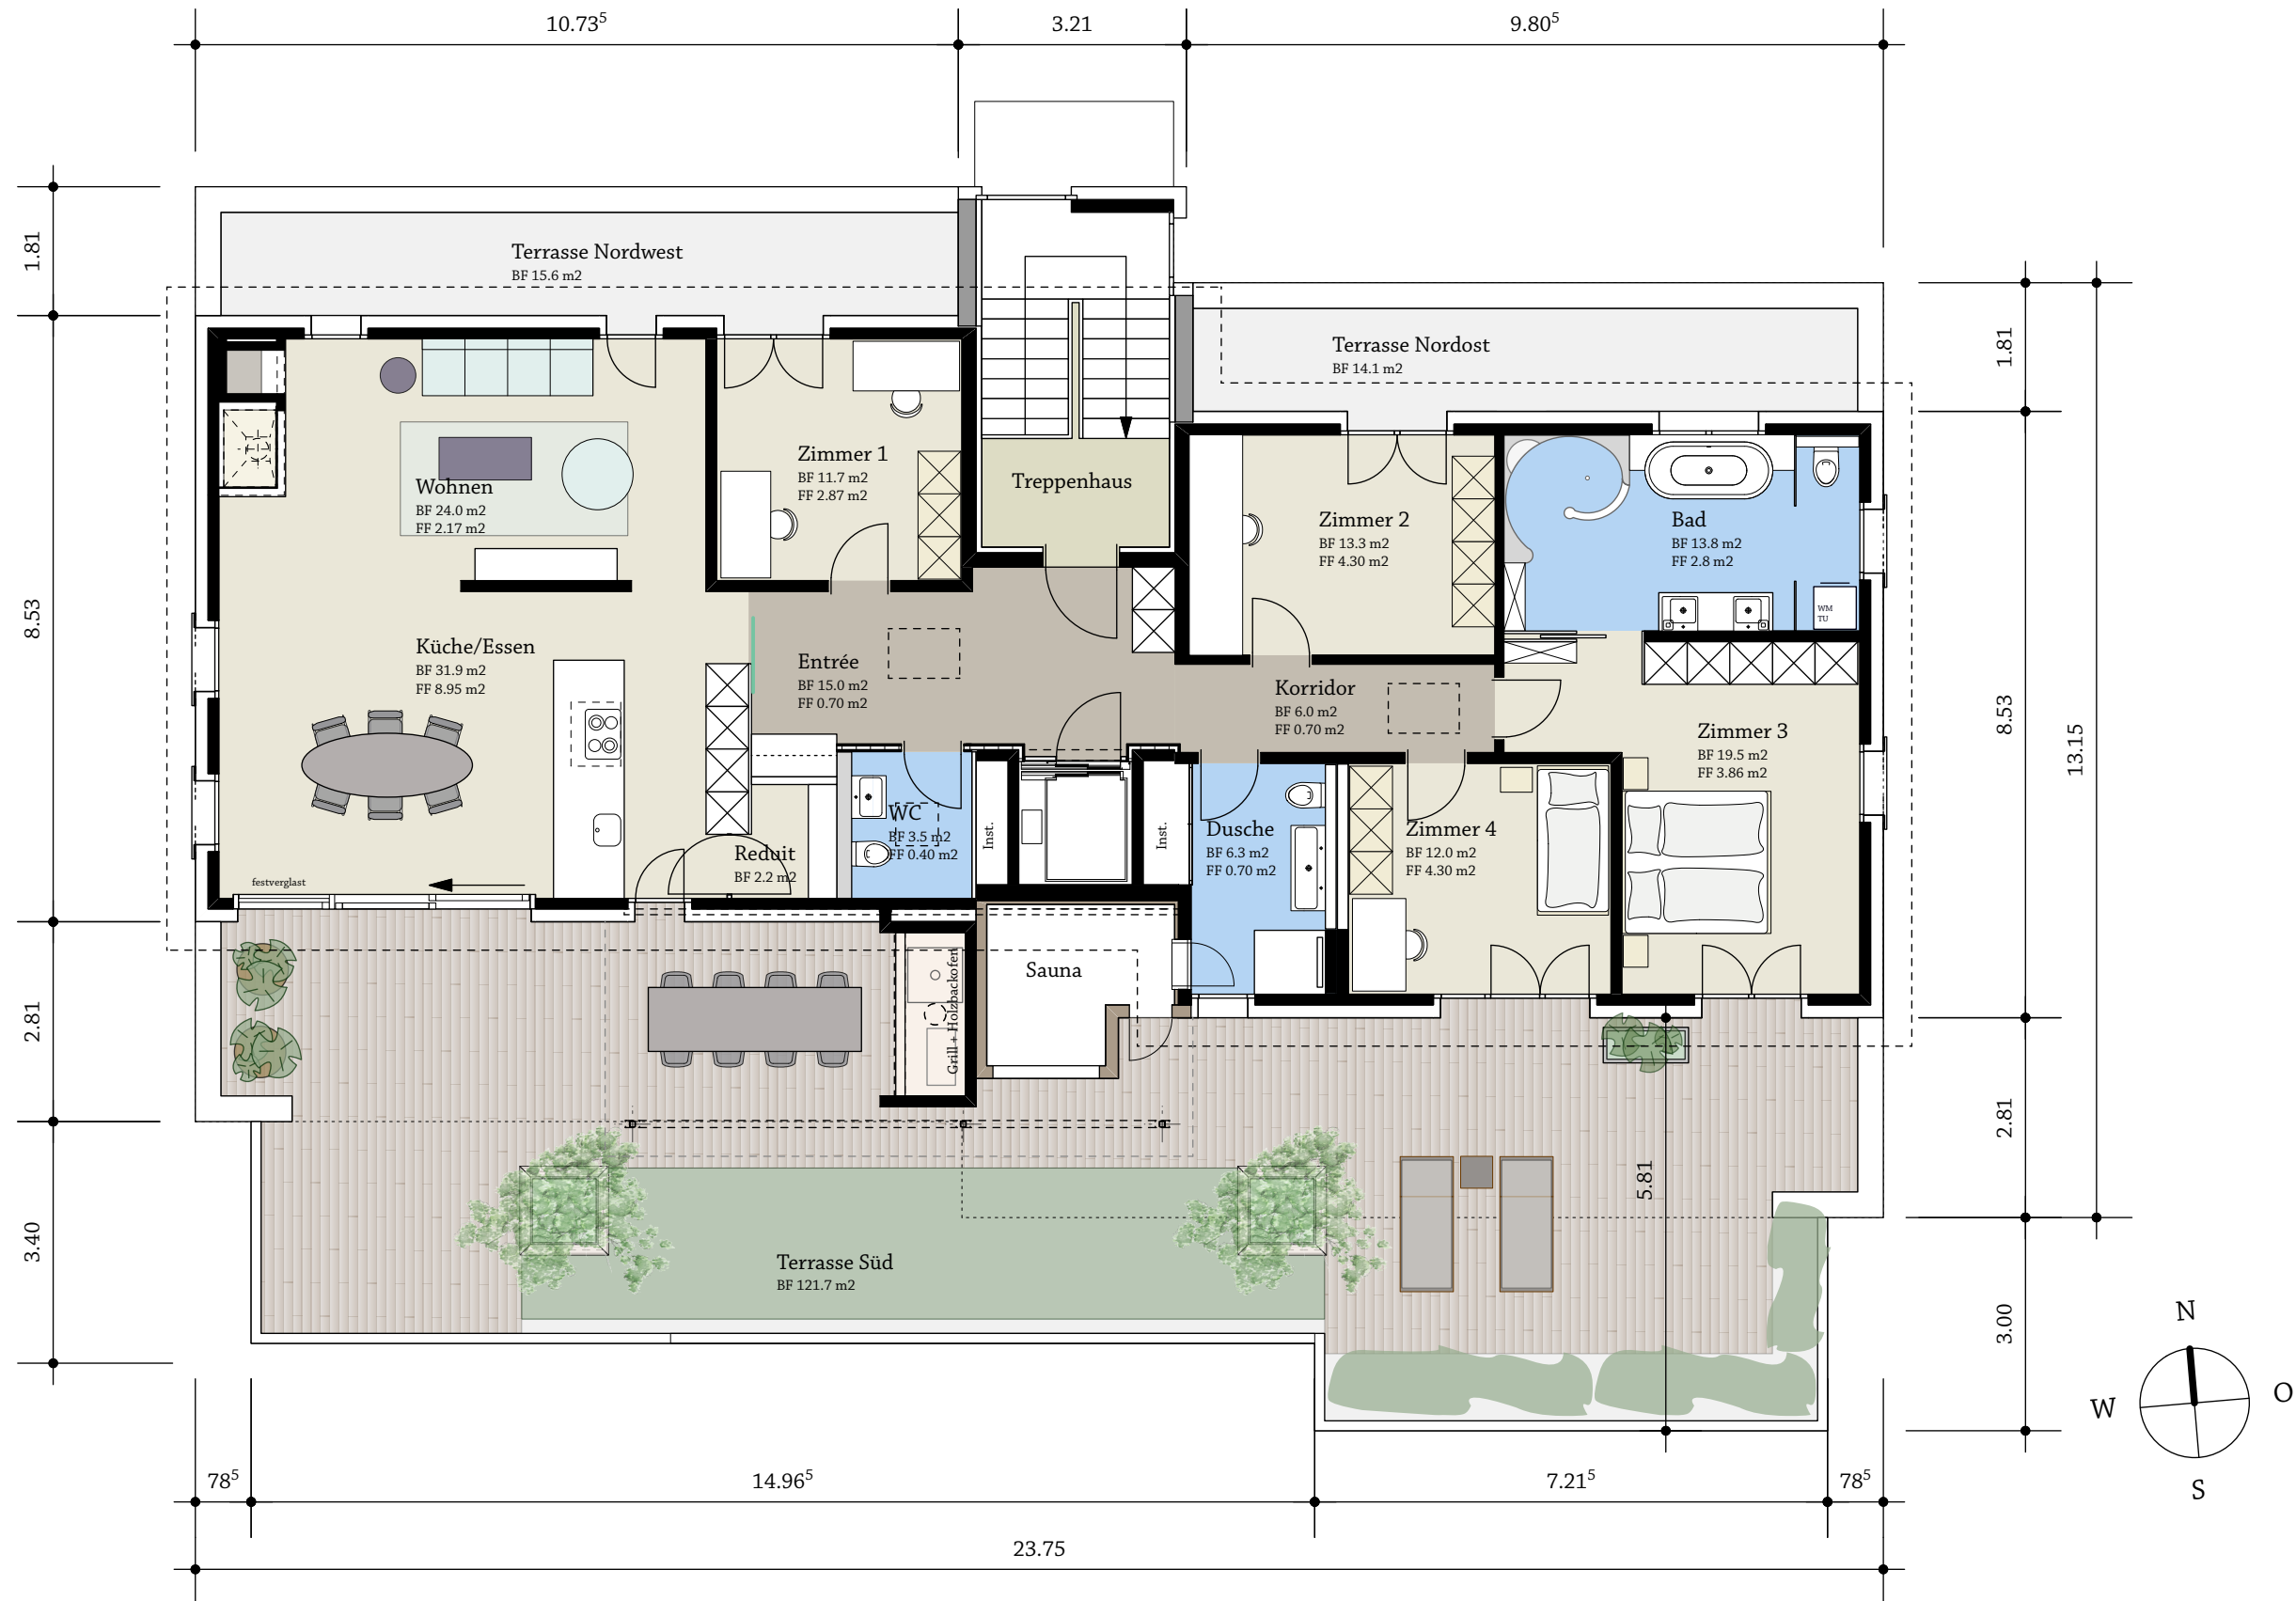 10.73⁵
3.21
9.80⁵
1.81
8.53
2.81
3.40
Terrasse Nordwest
BF 15.6 m2
Terrasse Nordost
BF 14.1 m2
1.81
8.53
13.15
2.81
3.00
Wohnen
BF 24.0 m2
FF 2.17 m2
Zimmer 1
BF 11.7 m2
FF 2.87 m2
Treppenhaus
Zimmer 2
BF 13.3 m2
FF 4.30 m2
Bad
BF 13.8 m2
FF 2.8 m2
WM
TU
Küche/Essen
BF 31.9 m2
FF 8.95 m2
Entrée
BF 15.0 m2
FF 0.70 m2
Korridor
BF 6.0 m2
FF 0.70 m2
Zimmer 3
BF 19.5 m2
FF 3.86 m2
WC
BF 3.5 m2
FF 0.40 m2
Inst.
Inst.
Dusche
BF 6.3 m2
FF 0.70 m2
Zimmer 4
BF 12.0 m2
FF 4.30 m2
Reduit
BF 2.2 m2
festverglast
Sauna
Grill + Holzbackofen
5.81
Terrasse Süd
BF 121.7 m2
N
W
O
S
78⁵
14.96⁵
7.21⁵
78⁵
23.75